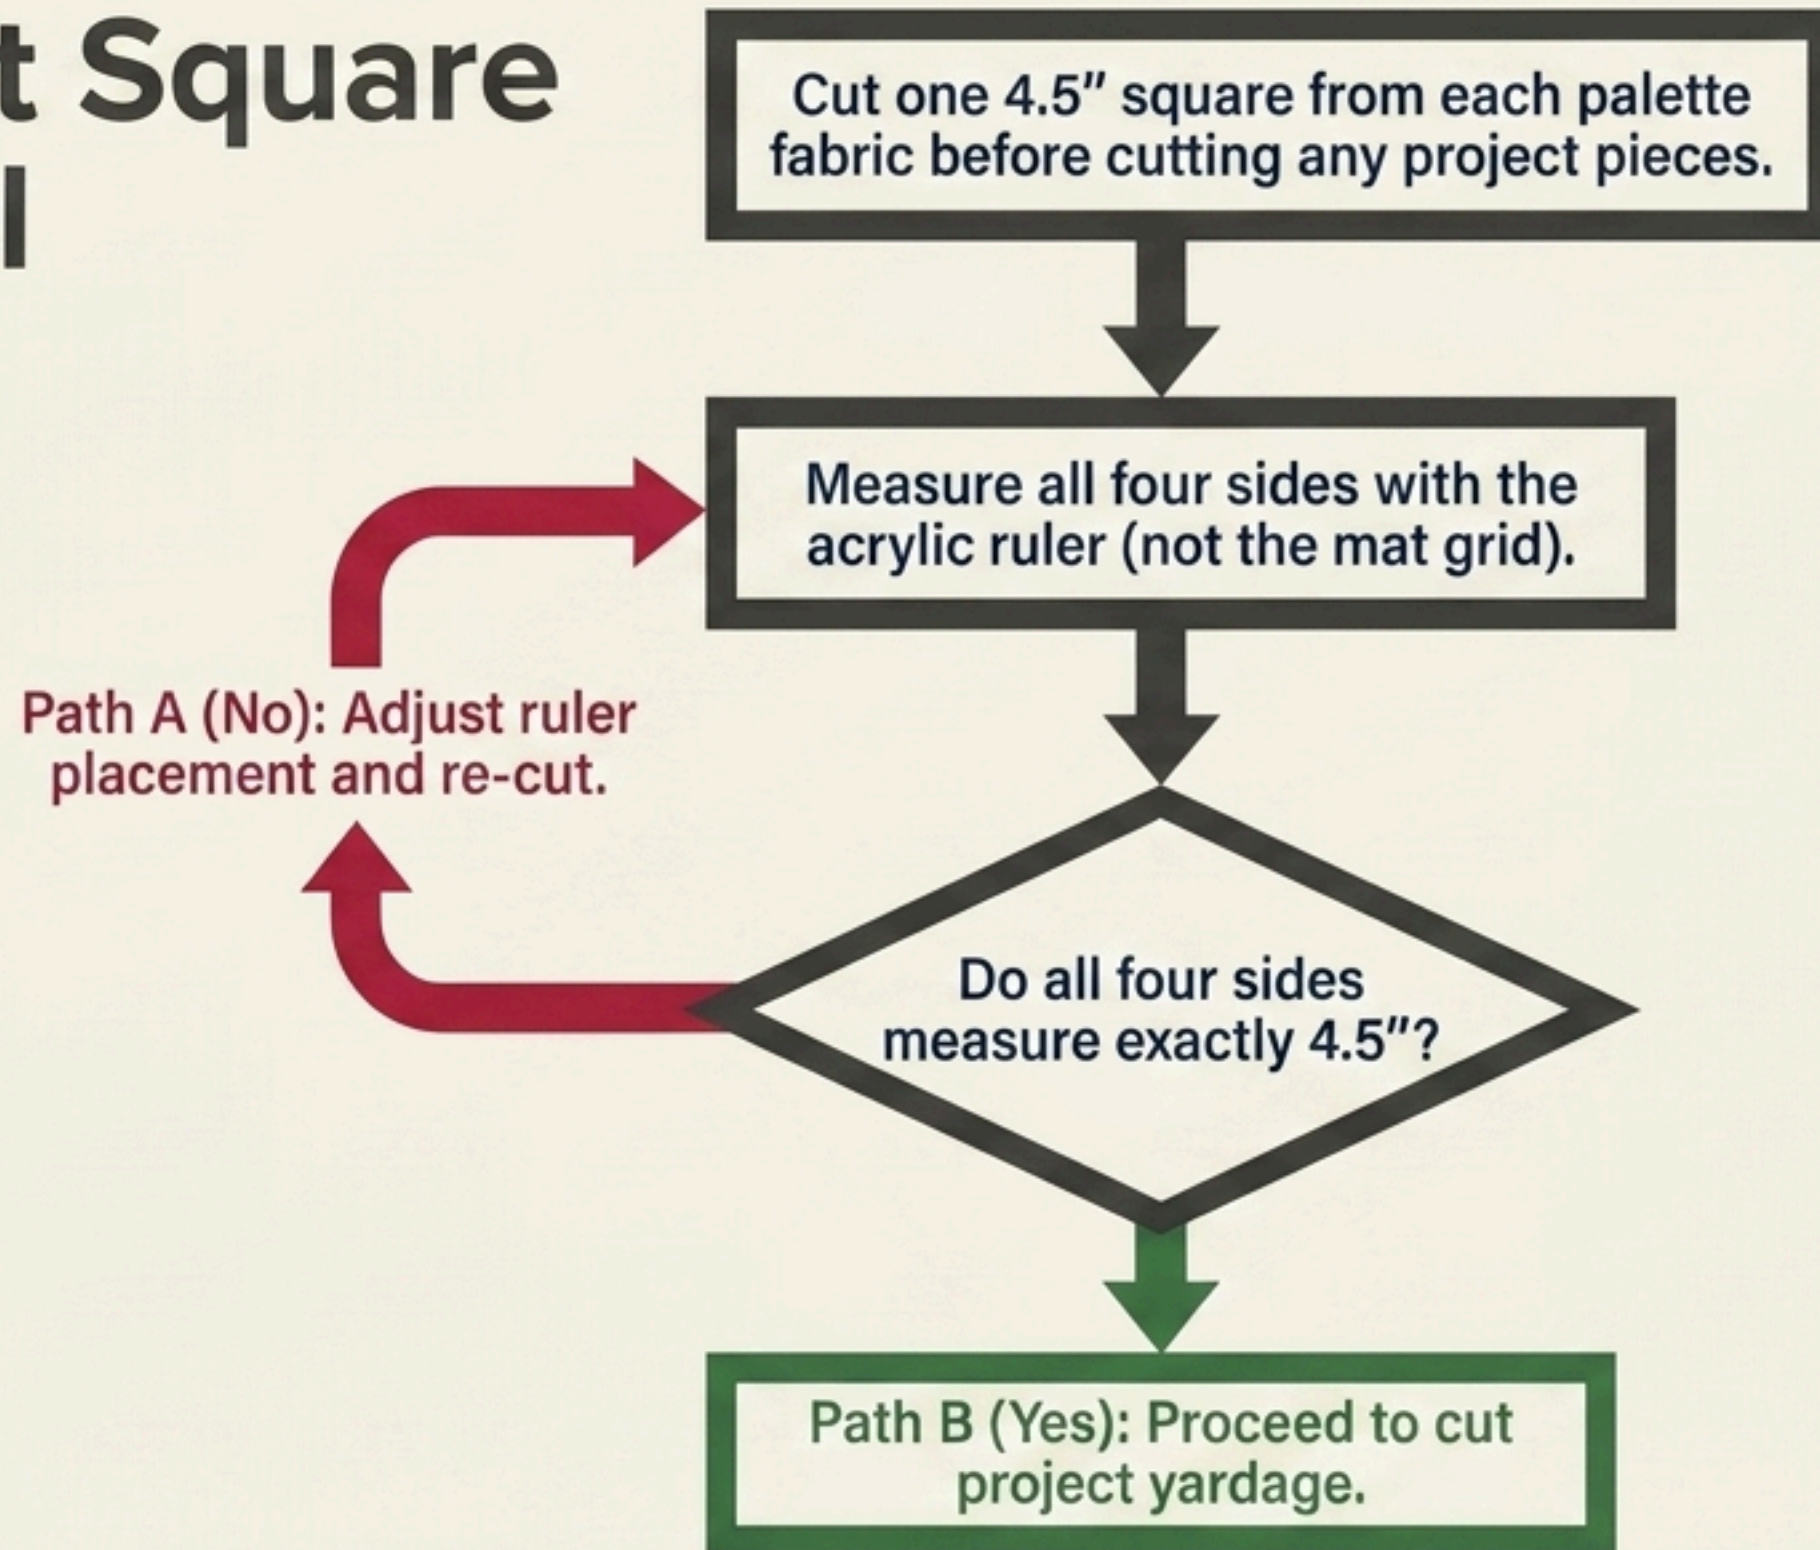 Square
Cut one 4.5″ square from each palette
fabric before cutting any project pieces.
Measure all four sides with the
acrylic ruler (not the mat grid).
Path A (No): Adjust ruler
placement and re-cut.
Do all four sides
measure exactly 4.5″?
Path B (Yes): Proceed to cut
project yardage.